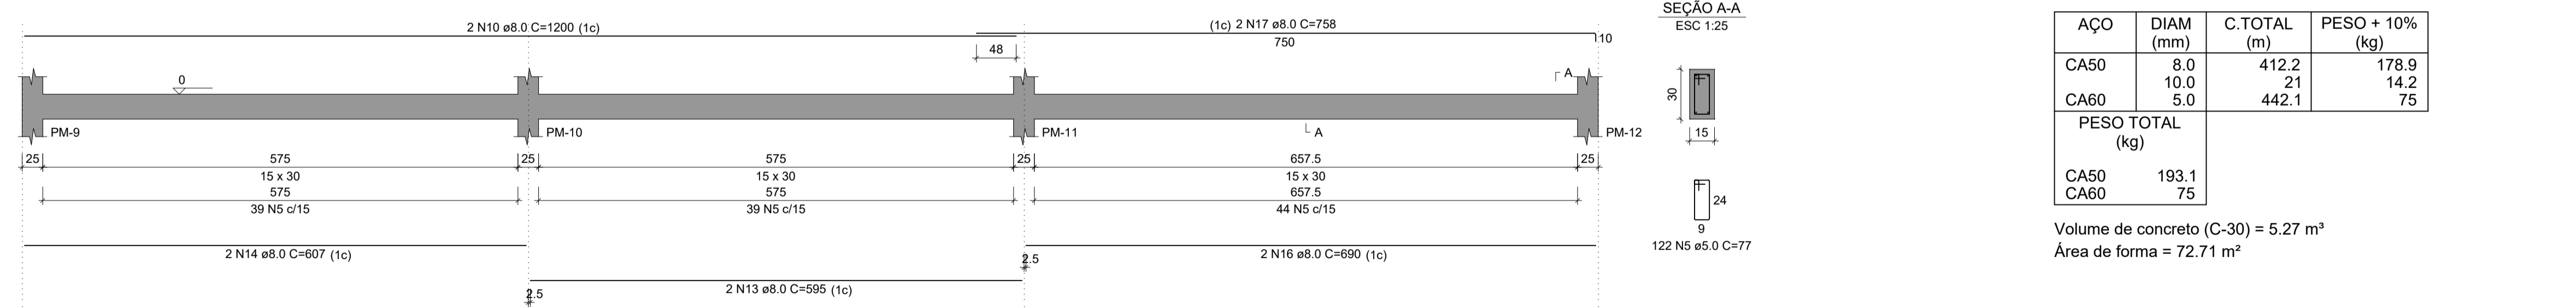 2 N10 ø8.0 C=1200 (1c)
(1c) 2 N17 ø8.0 C=758
48
750
10
0
A
PM-9
PM-10
PM-11
A
PM-12
25
575
25
575
25
657.5
25
15 x 30
15 x 30
15 x 30
575
575
657.5
39 N5 c/15
39 N5 c/15
44 N5 c/15
2 N14 ø8.0 C=607 (1c)
2.5
2 N16 ø8.0 C=690 (1c)
2.5
2 N13 ø8.0 C=595 (1c)
SEÇÃO A-A
ESC 1:25
30
15
24
9
122 N5 ø5.0 C=77
AÇO DIAM C.TOTAL PESO + 10%
(mm) (m) (kg)
CA50 8.0 412.2 178.9
10.0 21 14.2
CA60 5.0 442.1 75
PESO TOTAL
(kg)
CA50 193.1
CA60 75
Volume de concreto (C-30) = 5.27 m³
Área de forma = 72.71 m²